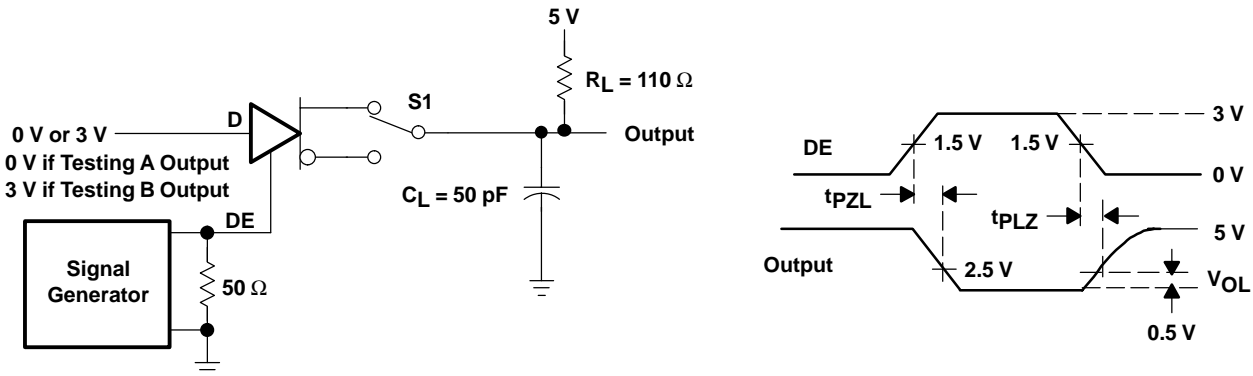 5 V
RL = 110 Ω
S1
D
0 V or 3 V
Output
0 V if Testing A Output
3 V if Testing B Output
CL = 50 pF
DE
Signal
Generator
50 Ω
3 V
DE
1.5 V
1.5 V
0 V
tPZL
tPLZ
5 V
Output
2.5 V
VOL
0.5 V